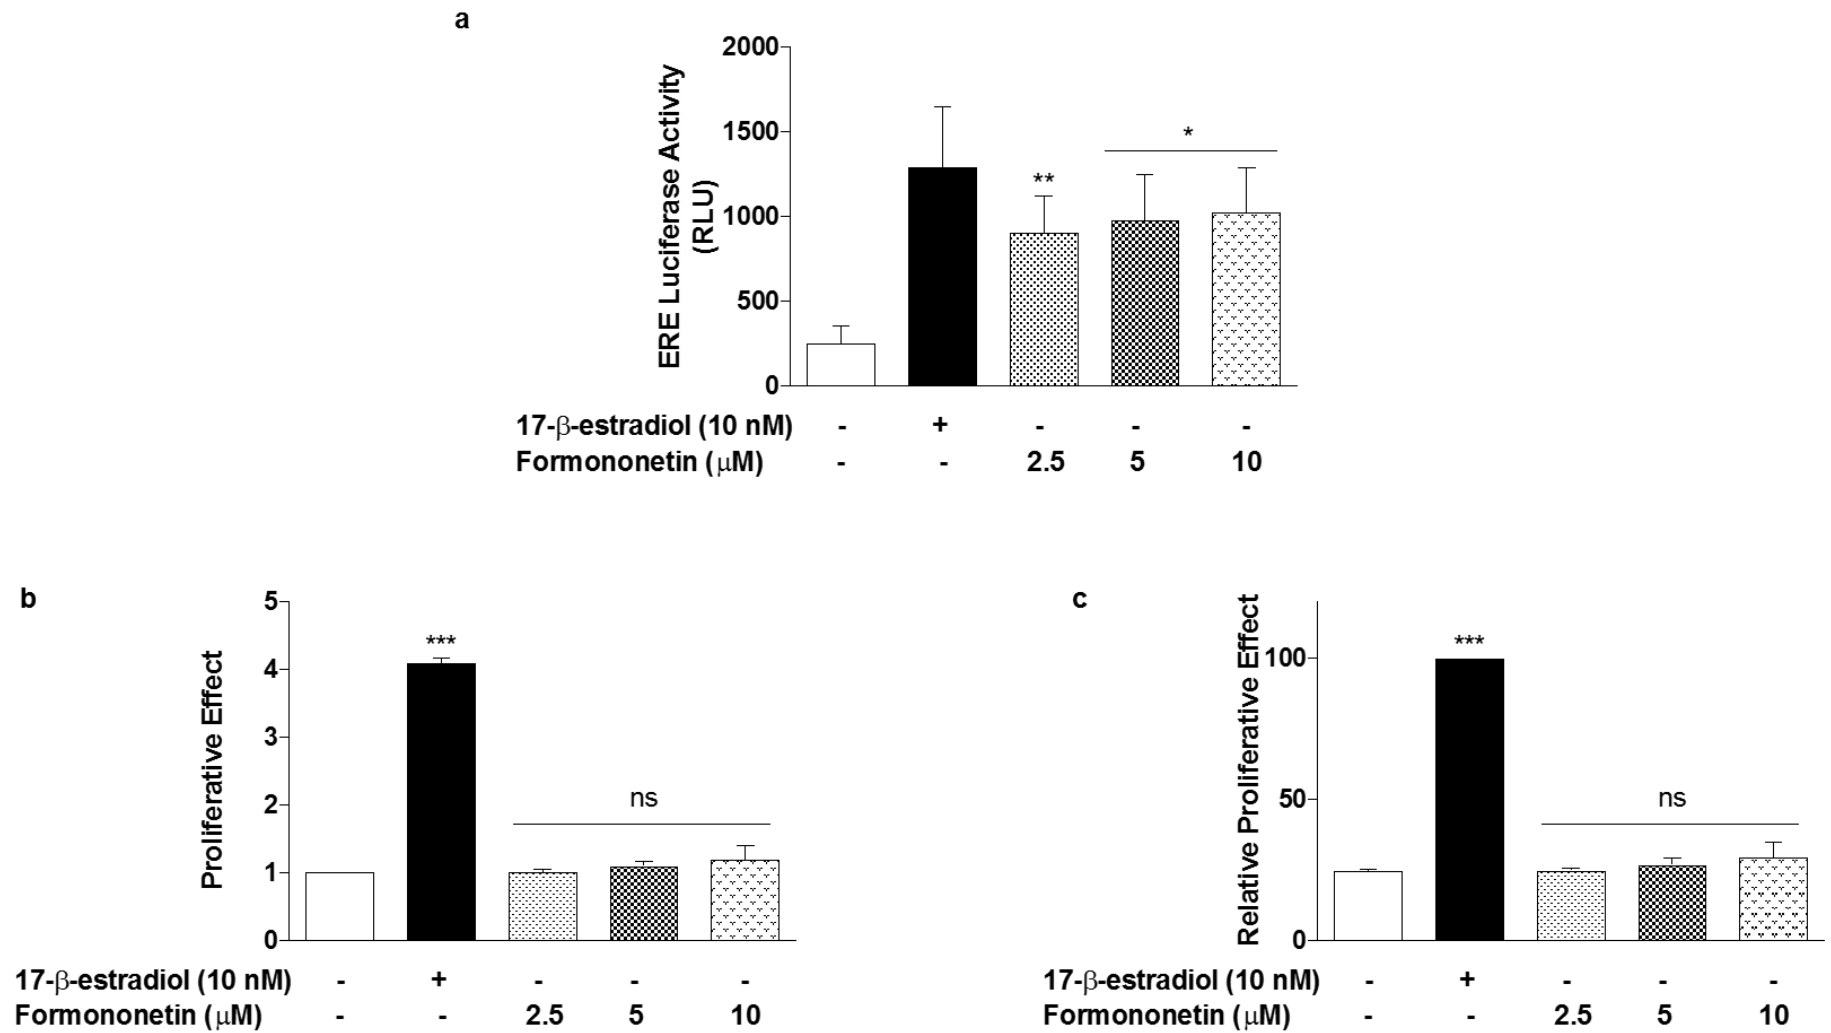 a
ERE Luciferase Activity
(RLU)
2000
1500
1000
500
0
**
*
17-β-estradiol (10 nM) - + - - -
Formononetin (μM) - - 2.5 5 10
b
Proliferative Effect
5
4
3
2
1
0
***
ns
17-β-estradiol (10 nM) - + - - -
Formononetin (μM) - - 2.5 5 10
c
Relative Proliferative Effect
100
50
0
***
ns
17-β-estradiol (10 nM) - + - - -
Formononetin (μM) - - 2.5 5 10